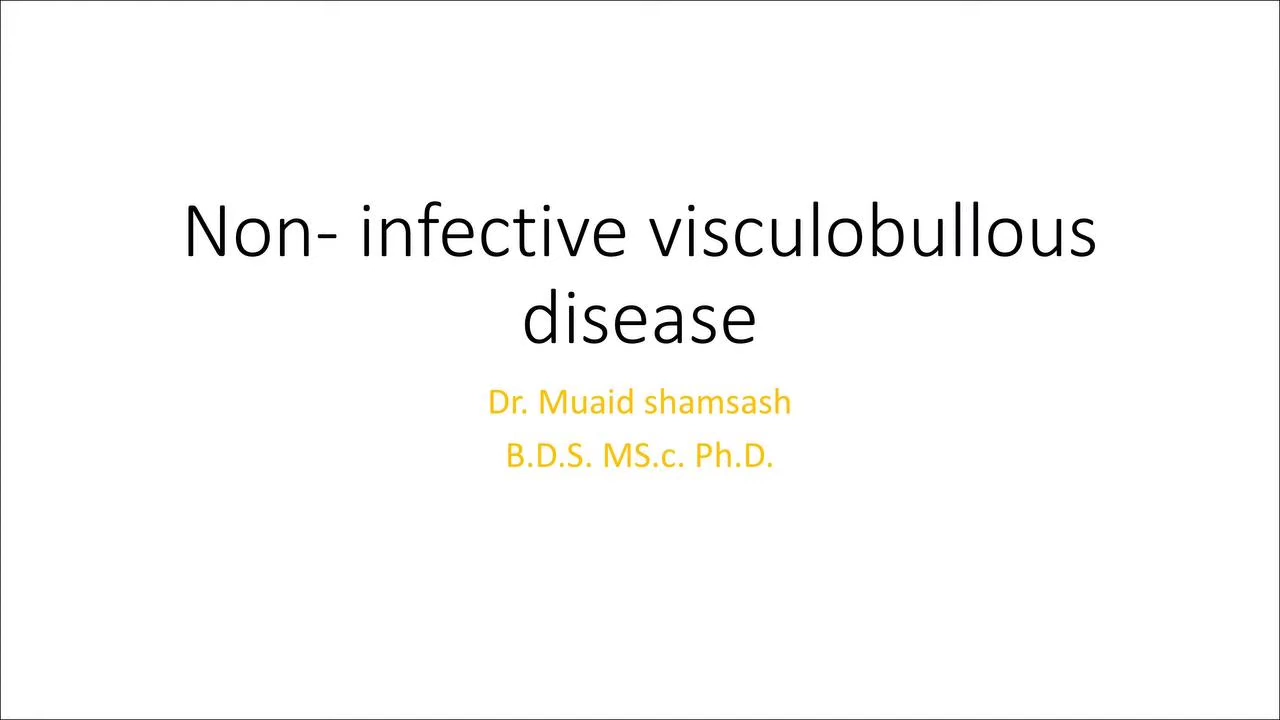 Non- infective visculobullous
disease
Dr. Muaid shamsash
B.D.S. MS.c. Ph.D.